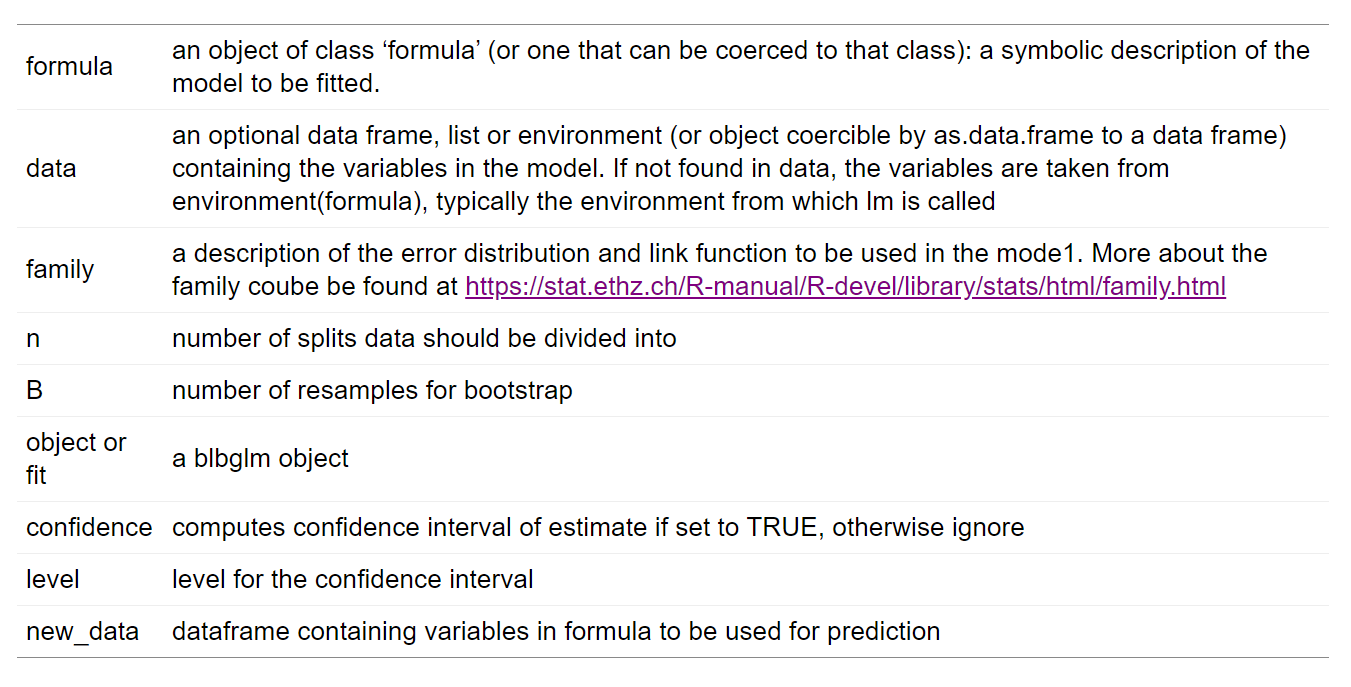 formula
an object of class ‘formula’ (or one that can be coerced to that class): a symbolic description of the
model to be fitted.
data
an optional data frame, list or environment (or object coercible by as.data.frame to a data frame)
containing the variables in the model. If not found in data, the variables are taken from
environment(formula), typically the environment from which lm is called
family
a description of the error distribution and link function to be used in the mode1. More about the
family coube be found at https://stat.ethz.ch/R-manual/R-devel/library/stats/html/family.html
n
number of splits data should be divided into
B
number of resamples for bootstrap
object or
fit
a blbglm object
confidence
computes confidence interval of estimate if set to TRUE, otherwise ignore
level
level for the confidence interval
new_data
dataframe containing variables in formula to be used for prediction